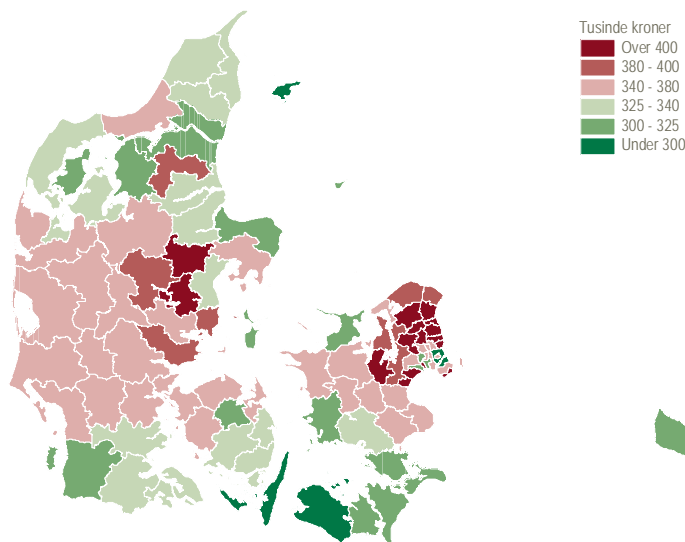 Tusinde kroner
Over 400
380 - 400
340 - 380
325 - 340
300 - 325
Under 300